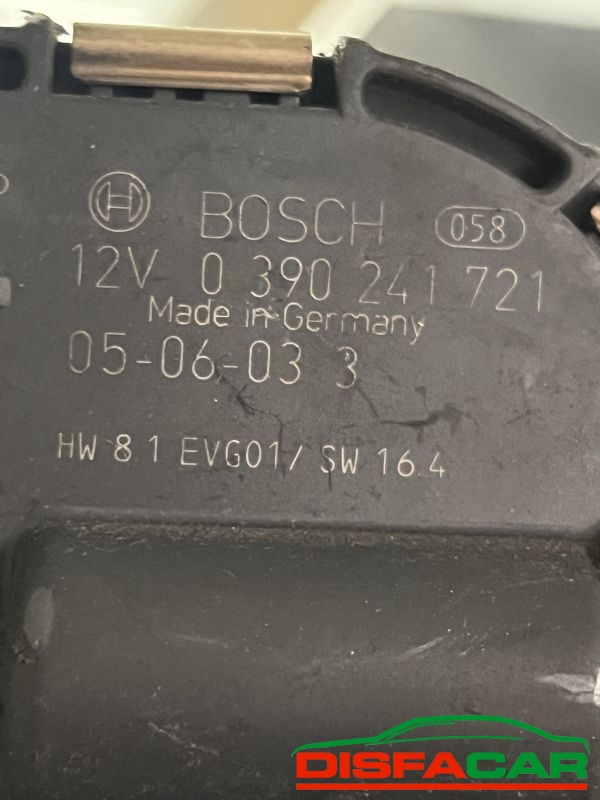 BOSCH 058
12V 0 390 241 721
Made in Germany
05-06-03 3
HW 8.1 EVG01/ SW 16.4
DISFACAR